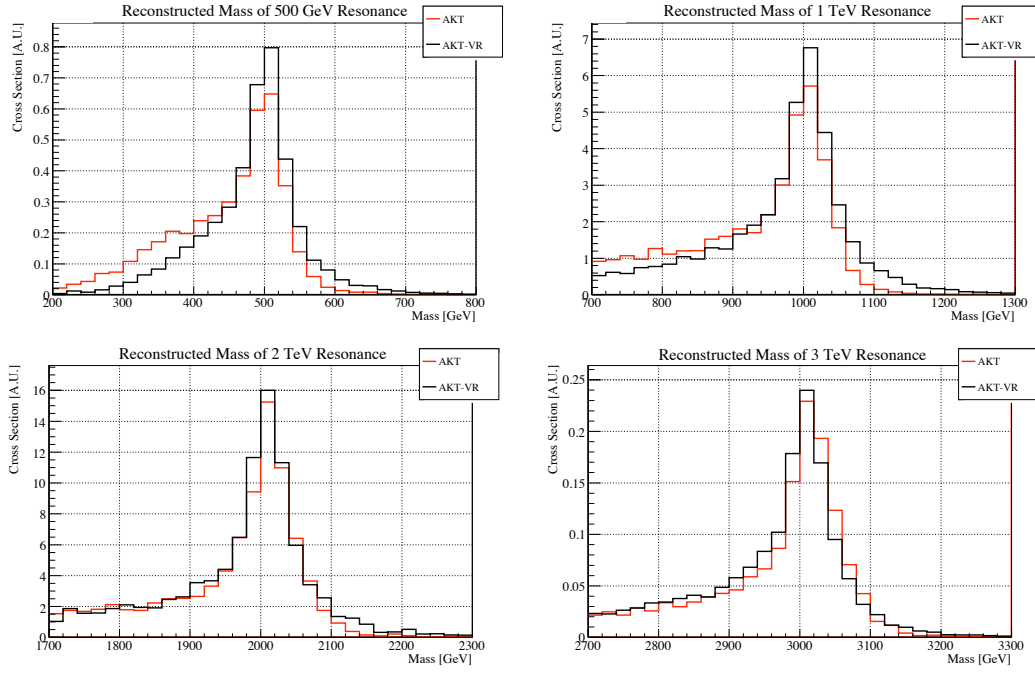 Reconstructed Mass of 500 GeV Resonance
AKT
AKT-VR
Cross Section [A.U.]
0.8
0.7
0.6
0.5
0.4
0.3
0.2
0.1
0
200 300 400 500 600 700 800
Mass [GeV]
Reconstructed Mass of 1 TeV Resonance
AKT
AKT-VR
Cross Section [A.U.]
7
6
5
4
3
2
1
0
700 800 900 1000 1100 1200 1300
Mass [GeV]
Reconstructed Mass of 2 TeV Resonance
AKT
AKT-VR
Cross Section [A.U.]
16
14
12
10
8
6
4
2
0
1700 1800 1900 2000 2100 2200 2300
Mass [GeV]
Reconstructed Mass of 3 TeV Resonance
AKT
AKT-VR
Cross Section [A.U.]
0.25
0.2
0.15
0.1
0.05
0
2700 2800 2900 3000 3100 3200 3300
Mass [GeV]